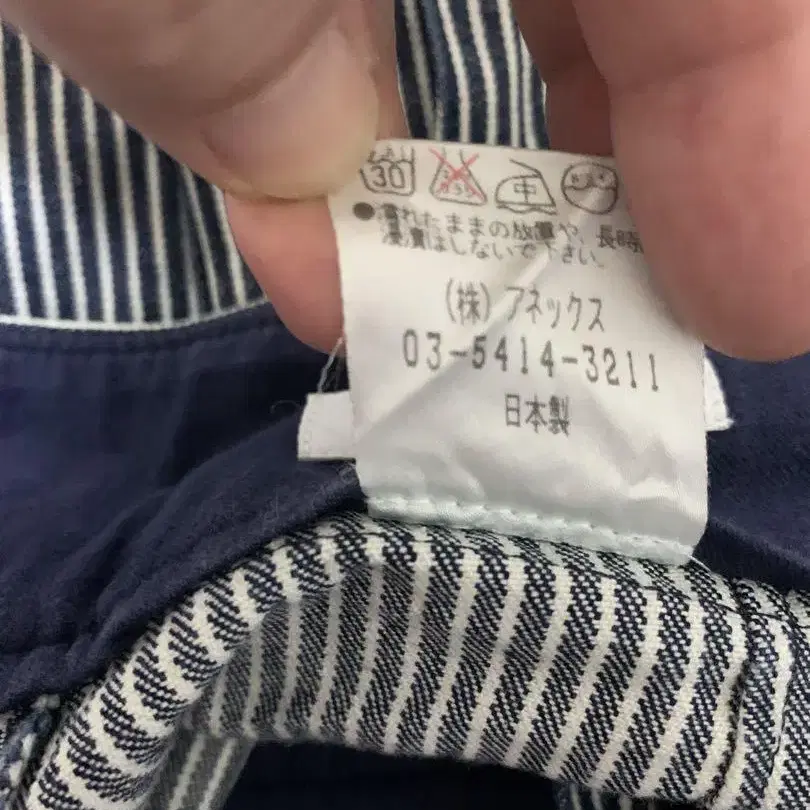 30 中
●濡れたままの放置や、長時
浸漬はしないで下さい。
(株)アネックス
03-5414-3211
日本製